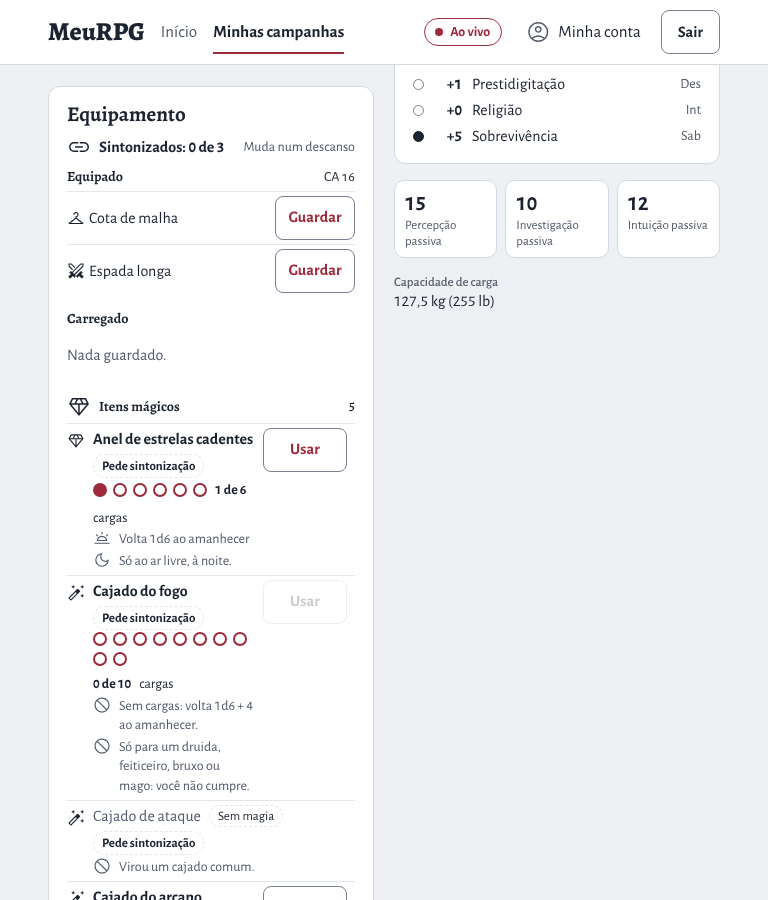 MeuRPG
Início
Minhas campanhas
Ao vivo
Minha conta
Sair
Equipamento
Sintonizados: 0 de 3
Muda num descanso
Equipado
CA 16
Cota de malha
Guardar
Espada longa
Guardar
Carregado
Nada guardado.
Itens mágicos
5
Anel de estrelas cadentes
Usar
Pede sintonização
1 de 6
cargas
Volta 1d6 ao amanhecer
Só ao ar livre, à noite.
Cajado do fogo
Usar
Pede sintonização
0 de 10 cargas
Sem cargas: volta 1d6 + 4
ao amanhecer.
Só para um druida,
feiticeiro, bruxo ou
mago: você não cumpre.
Cajado de ataque
Sem magia
Pede sintonização
Virou um cajado comum.
Cajado do arcano
+1 Prestidigitação Des
+0 Religião Int
+5 Sobrevivência Sab
15
Percepção
passiva
10
Investigação
passiva
12
Intuição passiva
Capacidade de carga
127,5 kg (255 lb)